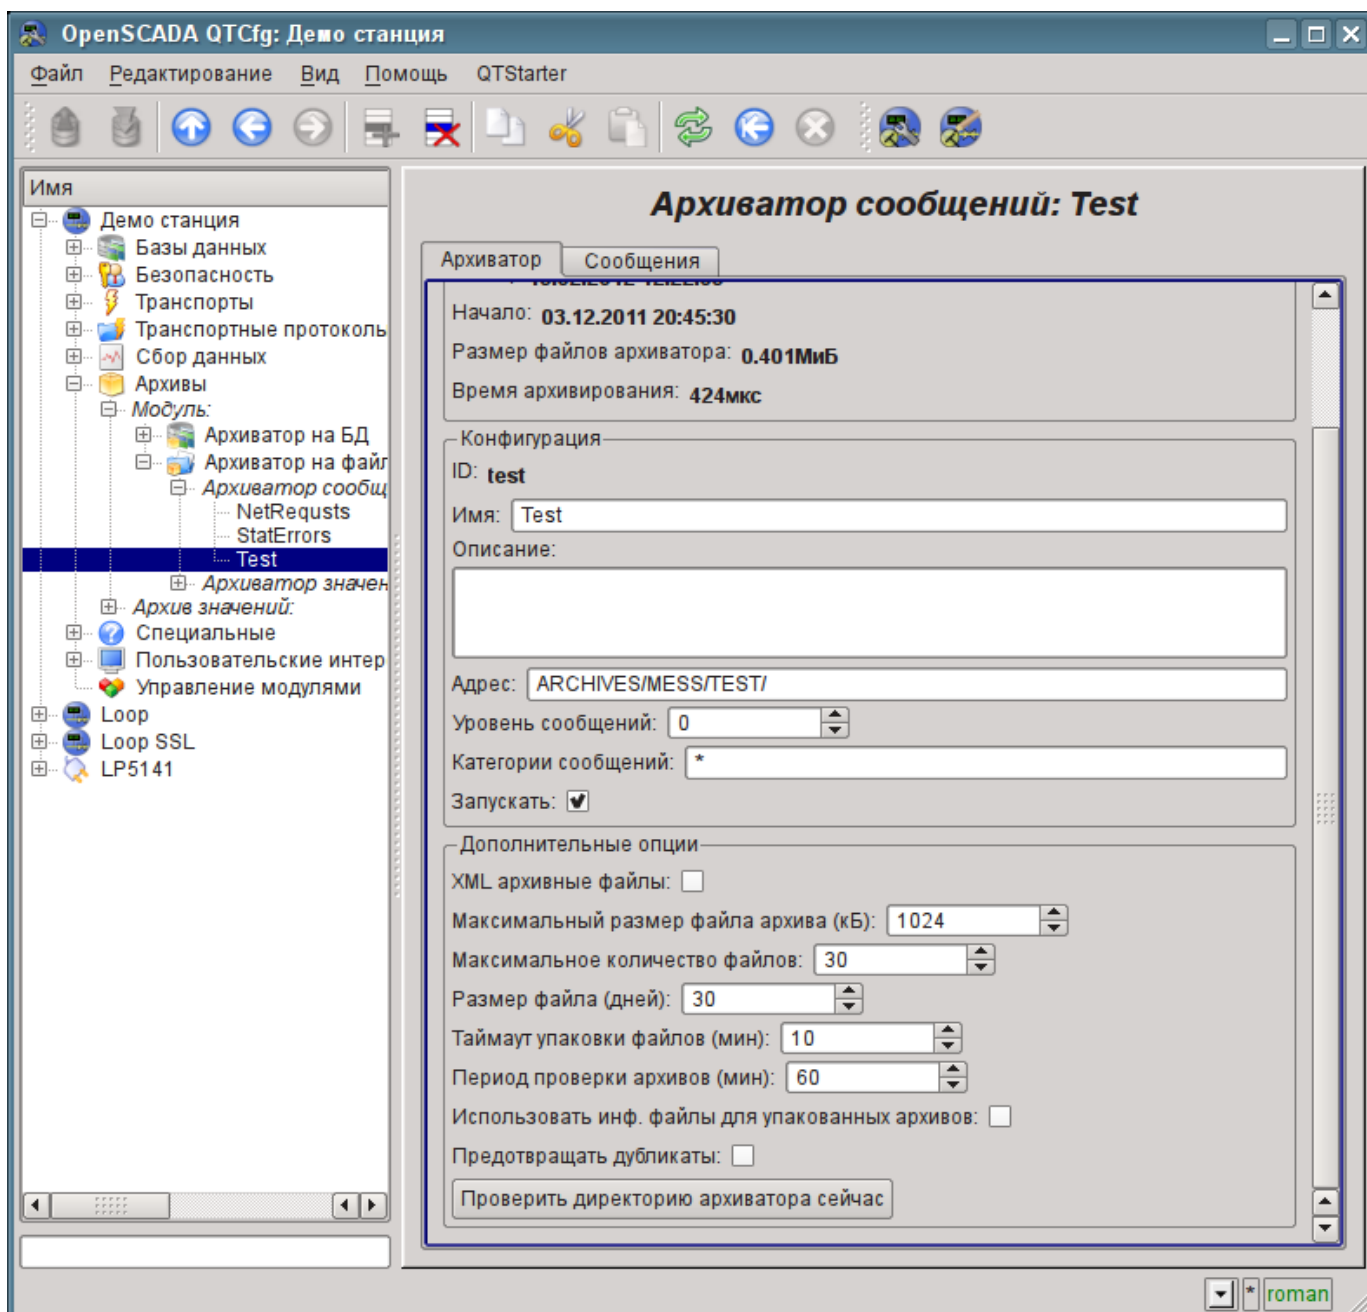 OpenSCADA QTCfg: Демо станция
Файл Редактирование Вид Помощь QTStarter
Имя
Демо станция
Базы данных
Безопасность
Транспорты
Транспортные протоколы
Сбор данных
Архивы
Модуль:
Архиватор на БД
Архиватор на файл
Архиватор сообщ
NetRequsts
StatErrors
Test
Архиватор значен
Архив значений:
Специальные
Пользовательские интер
Управление модулями
Loop
Loop SSL
LP5141
Архиватор сообщений: Test
Архиватор Сообщения
Начало: 03.12.2011 20:45:30
Размер файлов архиватора: 0.401МиБ
Время архивирования: 424мкс
Конфигурация
ID: test
Имя: Test
Описание:
Адрес: ARCHIVES/MESS/TEST/
Уровень сообщений: 0
Категории сообщений: *
Запускать:
Дополнительные опции
XML архивные файлы:
Максимальный размер файла архива (кБ): 1024
Максимальное количество файлов: 30
Размер файла (дней): 30
Таймаут упаковки файлов (мин): 10
Период проверки архивов (мин): 60
Использовать инф. файлы для упакованных архивов:
Предотвращать дубликаты:
Проверить директорию архиватора сейчас
* roman